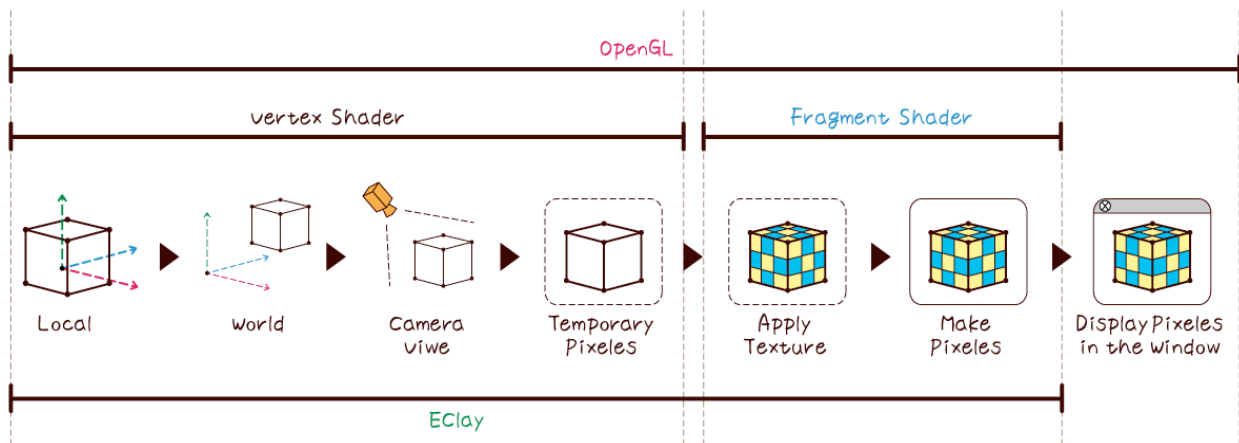 OpenGL
vertex Shader
Fragment Shader
Local
World
Camera
viwe
Temporary
Pixeles
Apply
Texture
Make
Pixeles
Display Pixeles
in the window
EClay